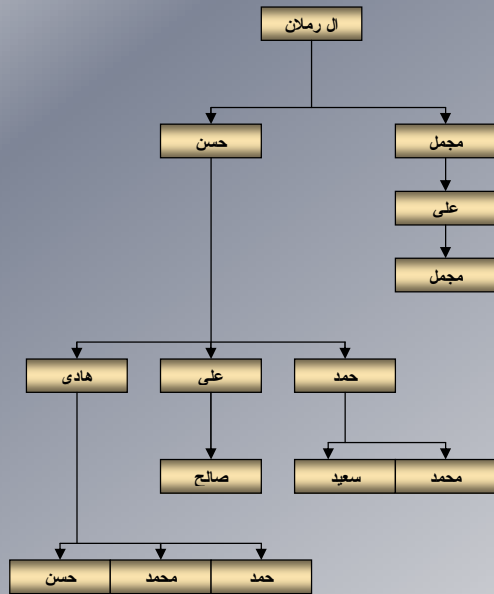 ال رملان
مجمل
حسن
على
مجمل
حمد
على
هادى
محمد
سعيد
صالح
حمد
محمد
حسن